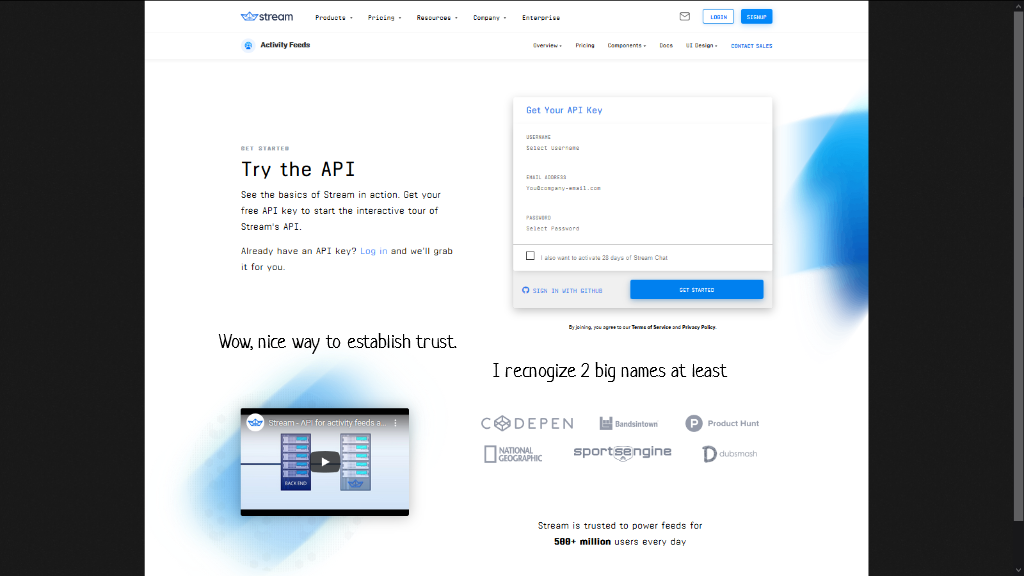 stream Products Pricing Resources Company Enterprise LOGIN SIGNUP
Activity Feeds Overview Pricing Components Docs UI Design CONTACT SALES
GET STARTED
Try the API
See the basics of Stream in action. Get your
free API key to start the interactive tour of
Stream's API.
Already have an API key? Log in and we'll grab
it for you.
Get Your API Key
USERNAME
Select Username
EMAIL ADDRESS
You@company-email.com
PASSWORD
Select Password
I also want to activate 28 days of Stream Chat
SIGN IN WITH GITHUB GET STARTED
By joining, you agree to our Terms of Service and Privacy Policy.
Wow, nice way to establish trust.
I recnogize 2 big names at least
Stream - API for activity feeds a...
BACK END
CODEPEN Bandsintown P Product Hunt
NATIONAL
GEOGRAPHIC
sportsengine dubsmash
Stream is trusted to power feeds for
500+ million users every day